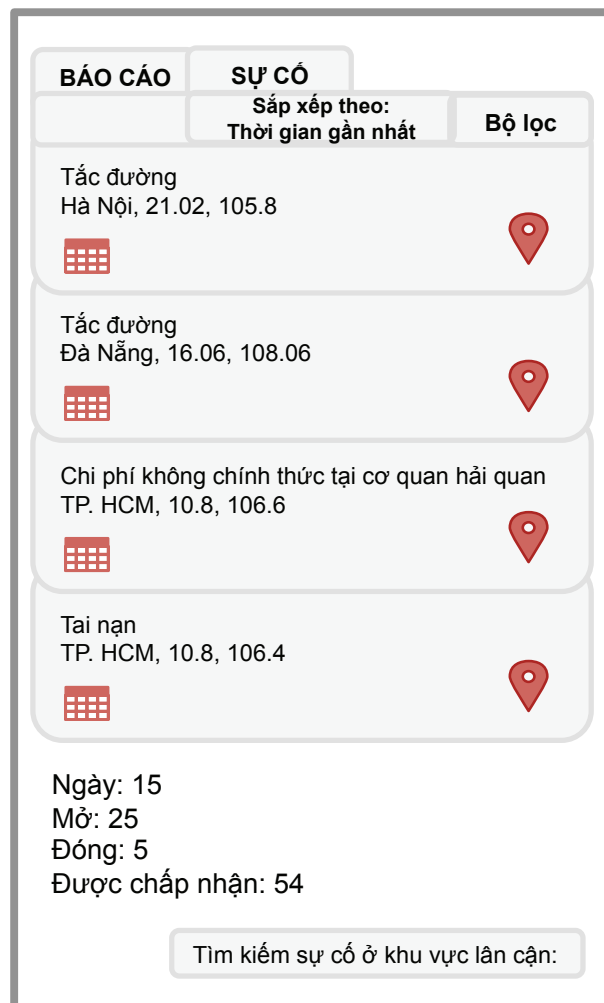 BÁO CÁO
SỰ CỐ
Sắp xếp theo:
Thời gian gần nhất
Bộ lọc
Tắc đường
Hà Nội, 21.02, 105.8
Tắc đường
Đà Nẵng, 16.06, 108.06
Chi phí không chính thức tại cơ quan hải quan
TP. HCM, 10.8, 106.6
Tai nạn
TP. HCM, 10.8, 106.4
Ngày: 15
Mở: 25
Đóng: 5
Được chấp nhận: 54
Tìm kiếm sự cố ở khu vực lân cận: